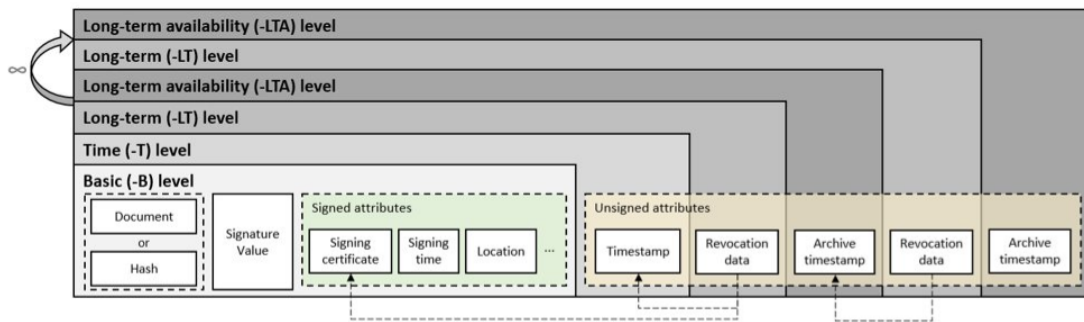 Long-term availability (-LTA) level
Long-term (-LT) level
∞
Long-term availability (-LTA) level
Long-term (-LT) level
Time (-T) level
Basic (-B) level
Document
or
Hash
Signature
Value
Signed attributes
Signing
certificate
Signing
time
Location
...
Unsigned attributes
Timestamp
Revocation
data
Archive
timestamp
Revocation
data
Archive
timestamp